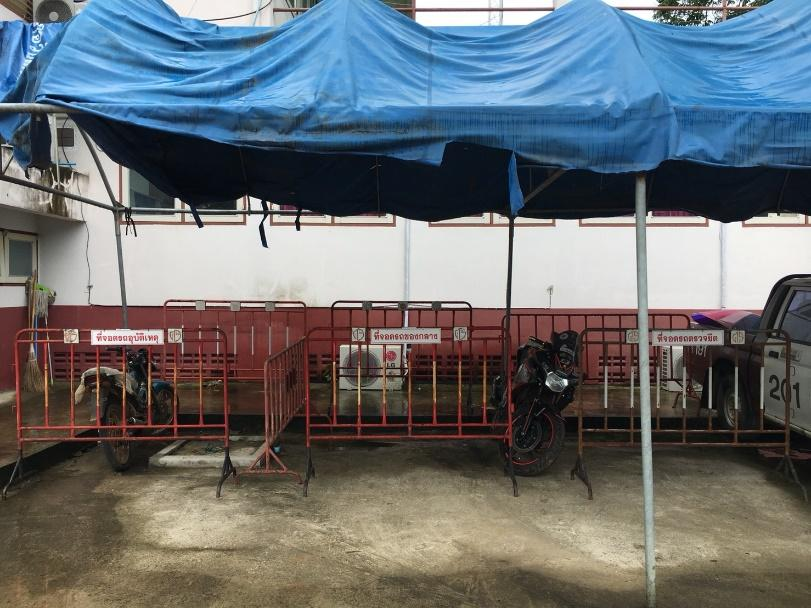 ที่จอดรถอุบัติเหตุ
ที่จอดรถของกลาง
ที่จอดรถตรวจยึด
LG
201